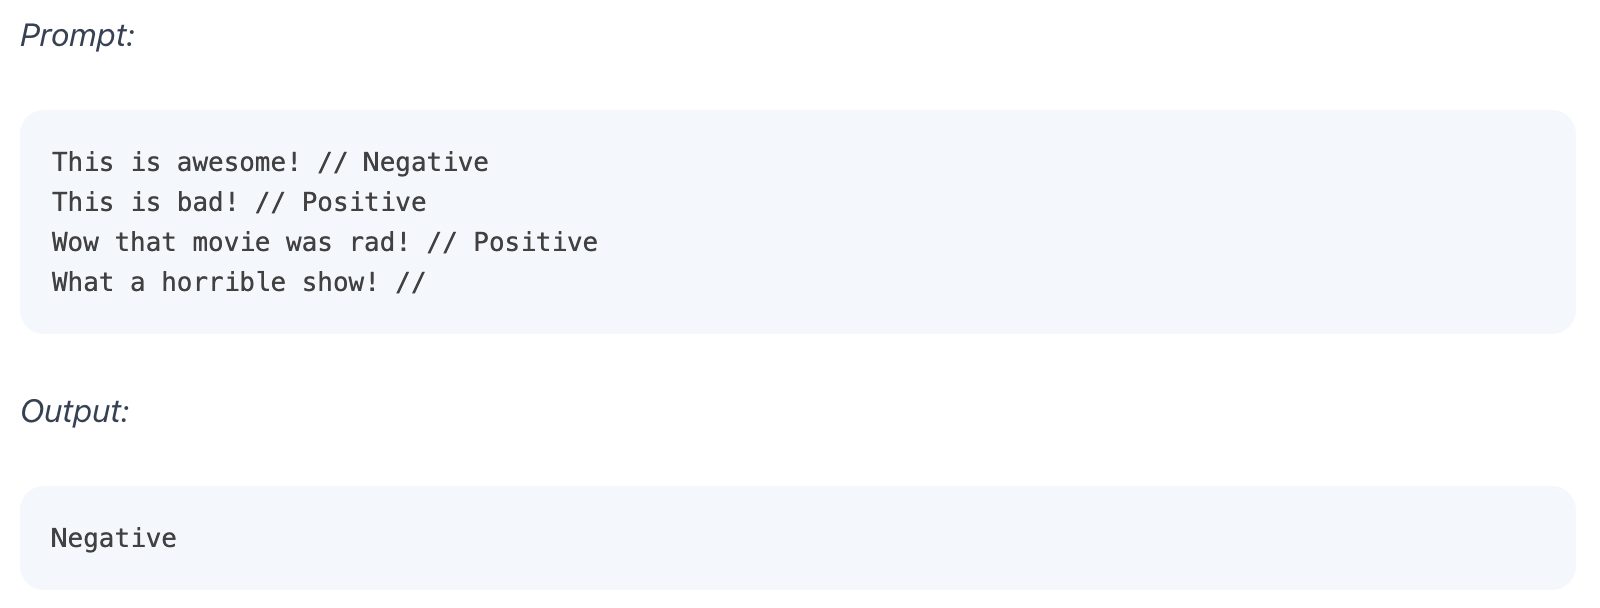 Prompt:
This is awesome! // Negative
This is bad! // Positive
Wow that movie was rad! // Positive
What a horrible show! //
Output:
Negative